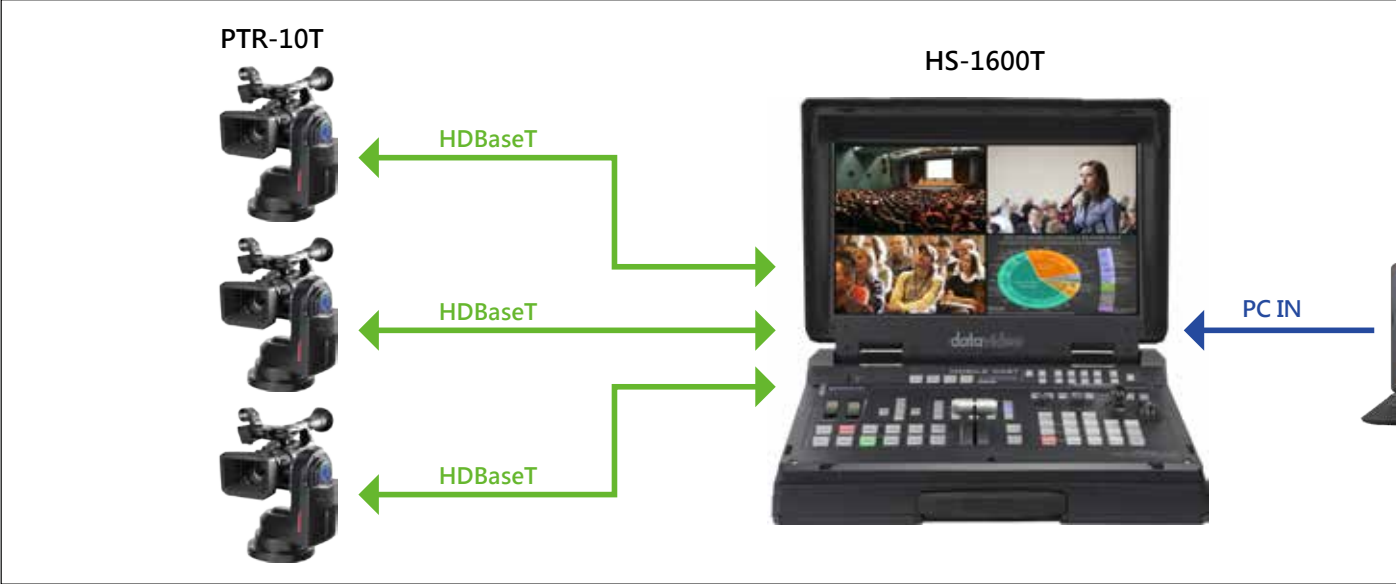 PTR-10T
HS-1600T
HDBaseT
HDBaseT
PC IN
datavideo
HDBaseT